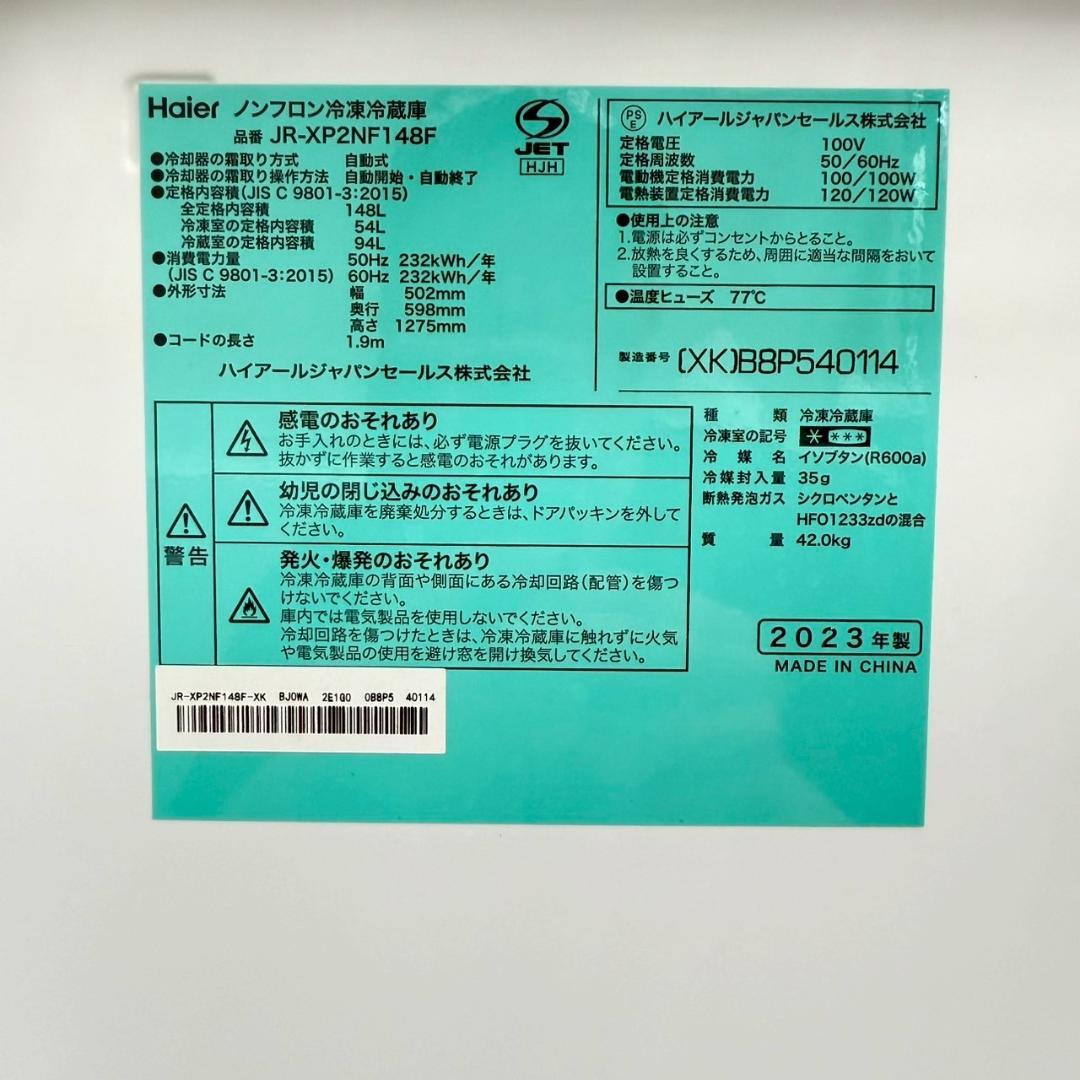 Haier ノンフロン冷凍冷蔵庫
品番 JR-XP2NF148F
●冷却器の霜取り方式 自動式
●冷却器の霜取り操作方法 自動開始・自動終了
●定格内容積(JIS C 9801-3:2015)
全定格内容積 148L
冷凍室の定格内容積 54L
冷蔵室の定格内容積 94L
●消費電力量 50Hz 232kWh/年
(JIS C 9801-3:2015) 60Hz 232kWh/年
●外形寸法 幅 502mm
奥行 598mm
高さ 1275mm
●コードの長さ 1.9m
ハイアールジャパンセールス株式会社
S
JET
HJH
PS
E
ハイアールジャパンセールス株式会社
定格電圧 100V
定格周波数 50/60Hz
電動機定格消費電力 100/100W
電熱装置定格消費電力 120/120W
●使用上の注意
1.電源は必ずコンセントからとること。
2.放熱を良くするため、周囲に適当な間隔をおいて
設置すること。
●温度ヒューズ 77℃
製造番号 (XK)B8P540114
警告
感電のおそれあり
お手入れのときには、必ず電源プラグを抜いてください。
抜かずに作業すると感電のおそれがあります。
幼児の閉じ込みのおそれあり
冷凍冷蔵庫を廃棄処分するときは、ドアパッキンを外して
ください。
発火・爆発のおそれあり
冷凍冷蔵庫の背面や側面にある冷却回路(配管)を傷つ
けないでください。
庫内では電気製品を使用しないでください。
冷却回路を傷つけたときは、冷凍冷蔵庫に触れずに火気
や電気製品の使用を避け窓を開け換気してください。
種類 冷凍冷蔵庫
冷凍室の記号 * ***
冷媒名 イソブタン(R600a)
冷媒封入量 35g
断熱発泡ガス シクロペンタンと
HFO1233zdの混合
質量 42.0kg
2023年製
MADE IN CHINA
JR-XP2NF148F-XK BJ0WA 2E1G0 0B8P5 40114